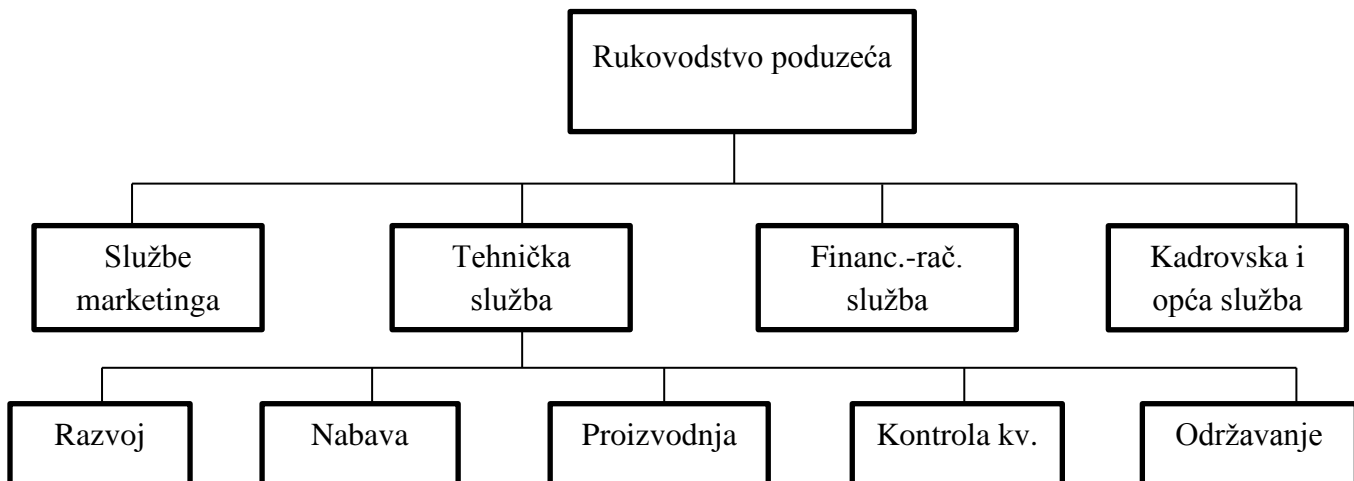 Rukovodstvo poduzeća
Službe
marketinga
Tehnička
služba
Financ.-rač.
služba
Kadrovska i
opća služba
Razvoj
Nabava
Proizvodnja
Kontrola kv.
Održavanje